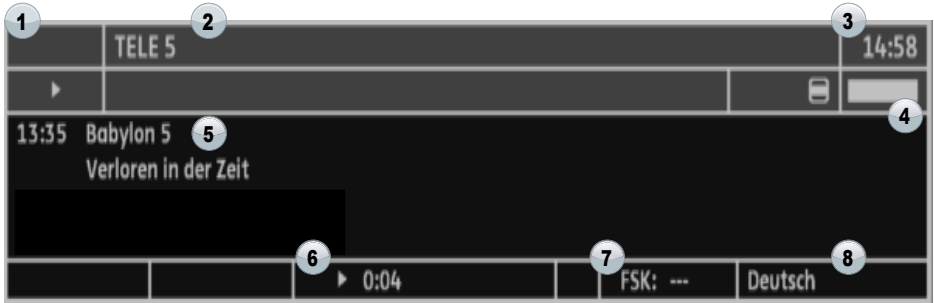 1 2 3
TELE 5 14:58
4
13:35 Babylon 5 5
Verloren in der Zeit
6 7 8
0:04 FSK: --- Deutsch